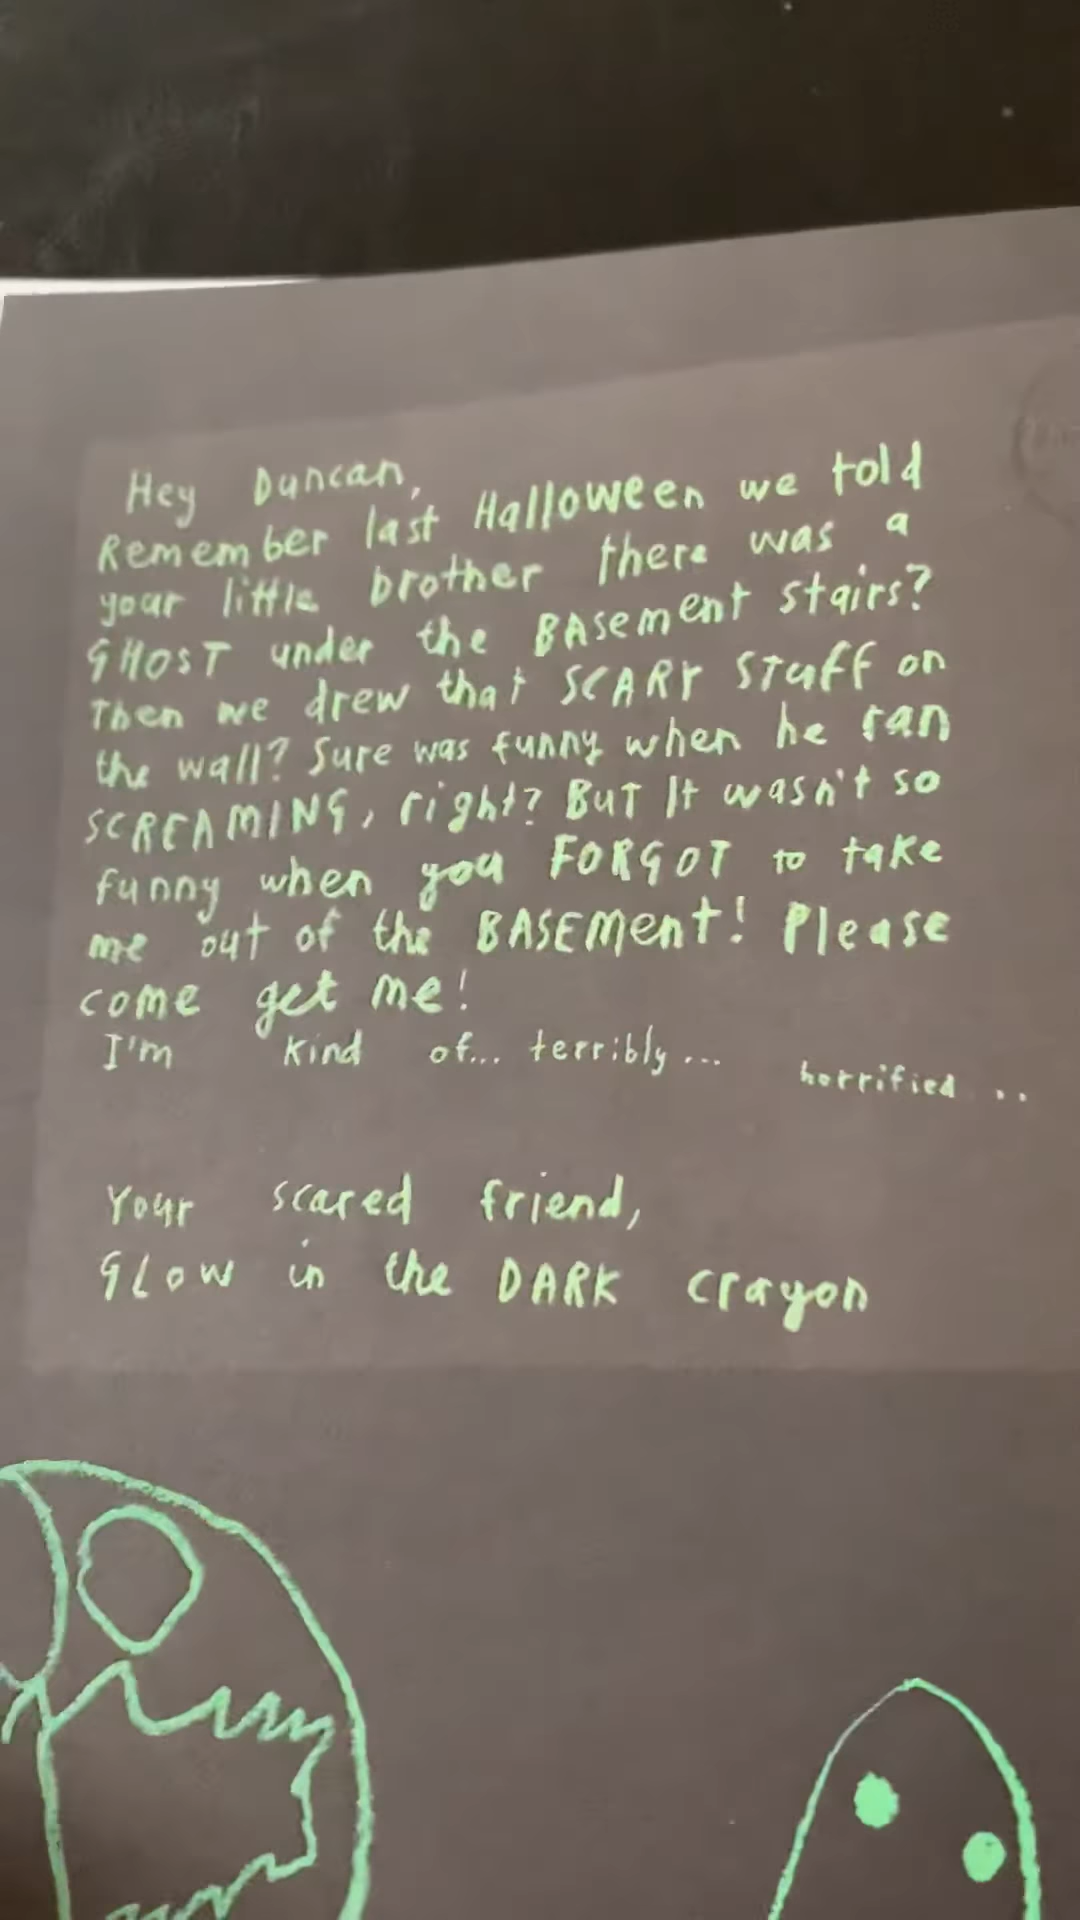 Hey Duncan,
Remember last Halloween we told
your little brother there was a
GHOST under the BASement stairs?
Then we drew that SCARY STuff on
the wall? Sure was funny when he ran
SCREAMING, right? But It wasn't so
funny when you FORGOT to take
me out of the BASEMent! Please
come get me!
I'm kind of... terribly... horrified ..
Your scared friend,
GLOW in the DARK crayon